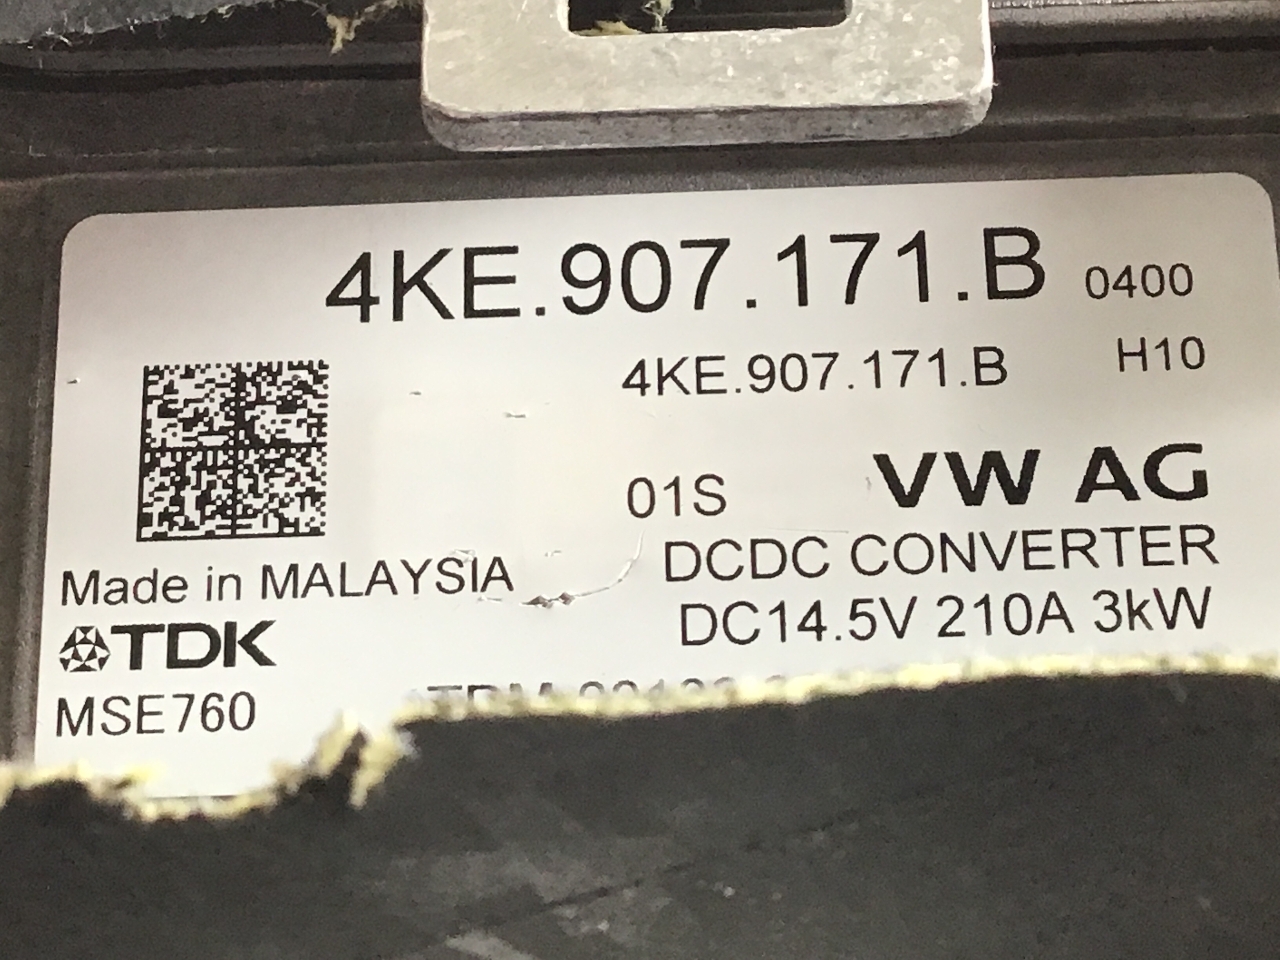 4KE.907.171.B 0400
4KE.907.171.B H10
01S VW AG
DCDC CONVERTER
Made in MALAYSIA
DC14.5V 210A 3kW
TDK
MSE760